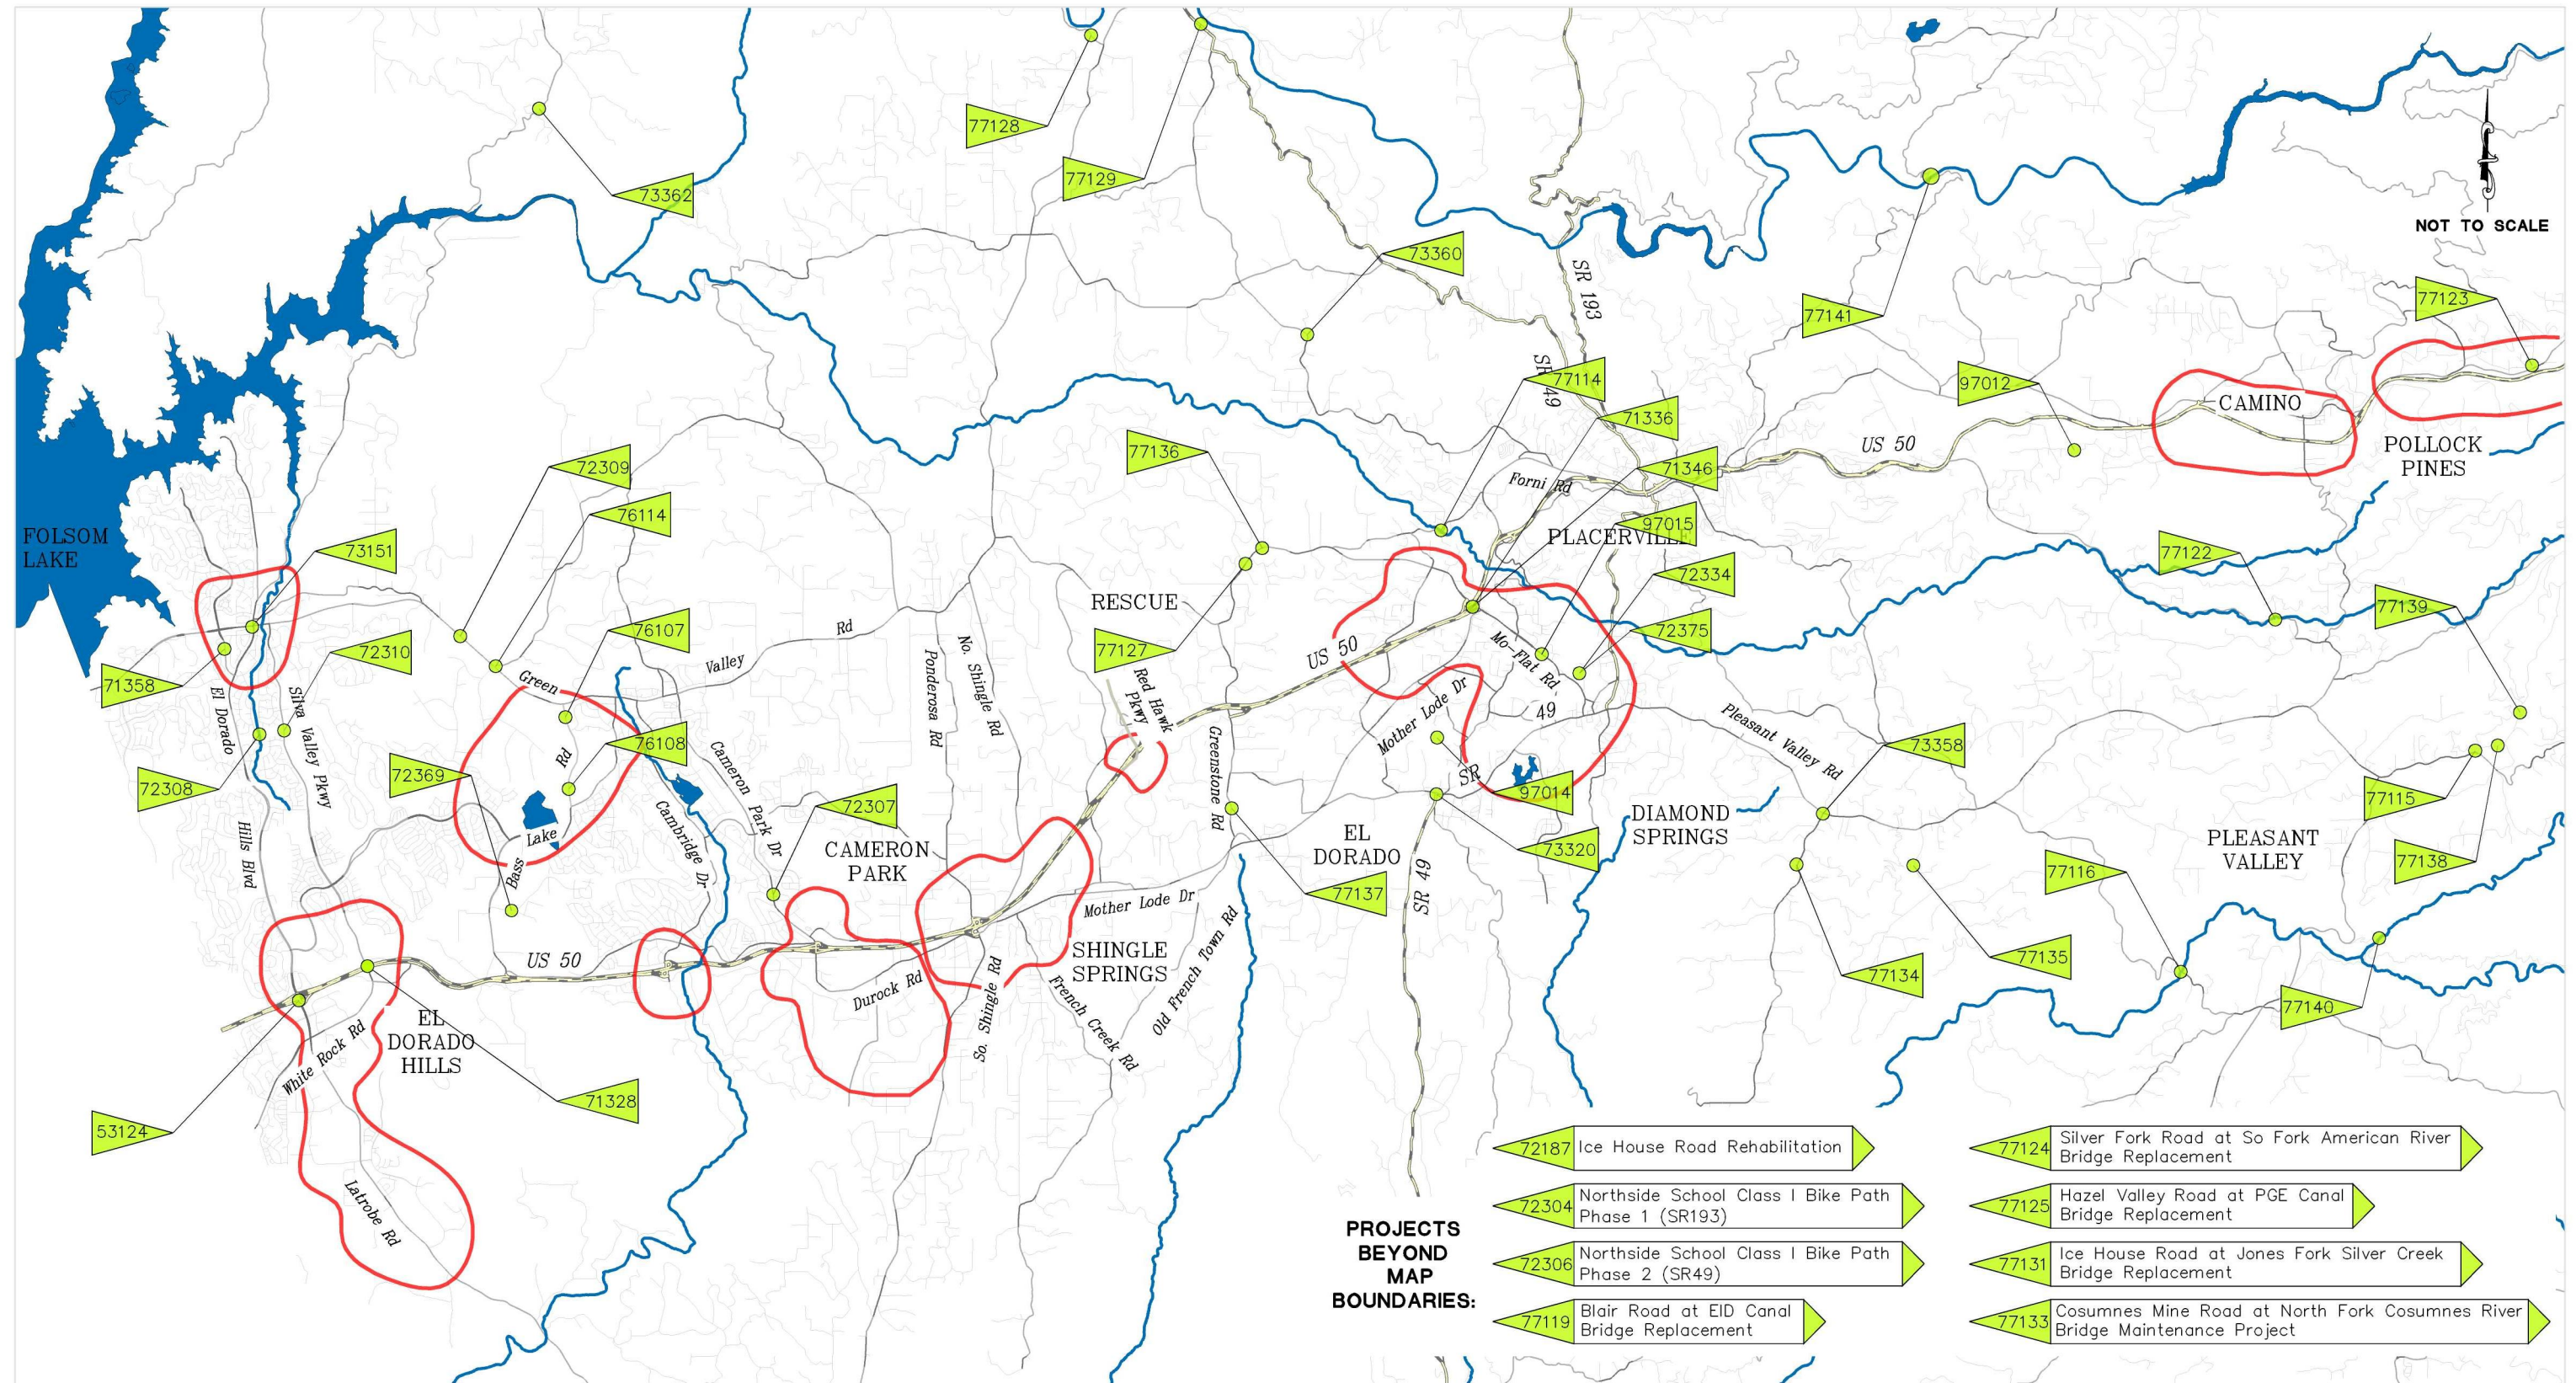 77128
77129
73362
NOT TO SCALE
73360
SR 193
77141
77123
77114
SR 49
97012
CAMINO
71336
US 50
POLLOCK
PINES
77136
72309
71346
Forni Rd
76114
97015
FOLSOM
LAKE
73151
PLACERVILLE
77122
72334
RESCUE
77139
76107
Rd
72375
72310
77127
US 50
Mo-Flat Rd
Valley
71358
Green
El Dorado
Silva Valley Pkwy
Ponderosa Rd
No. Shingle Rd
Red Hawk
Pkwy
Mother Lode Dr
49
Pleasant Valley Rd
76108
73358
Rd
72369
Cameron Park Dr
Greenstone Rd
SR
72308
97014
77115
72307
DIAMOND
SPRINGS
Hills Blvd
Lake
Cambridge Dr
CAMERON
PARK
EL
DORADO
73320
PLEASANT
VALLEY
77138
Bass
77116
77137
SR 49
Mother Lode Dr
US 50
SHINGLE
SPRINGS
Old French Town Rd
77135
77134
Durock Rd
So. Shingle Rd
French Creek Rd
77140
EL
DORADO
HILLS
White Rock Rd
71328
53124
Latrobe Rd
PROJECTS
BEYOND
MAP
BOUNDARIES:
72187 Ice House Road Rehabilitation
72304 Northside School Class I Bike Path
Phase 1 (SR193)
72306 Northside School Class I Bike Path
Phase 2 (SR49)
77119 Blair Road at EID Canal
Bridge Replacement
77124 Silver Fork Road at So Fork American River
Bridge Replacement
77125 Hazel Valley Road at PGE Canal
Bridge Replacement
77131 Ice House Road at Jones Fork Silver Creek
Bridge Replacement
77133 Cosumnes Mine Road at North Fork Cosumnes River
Bridge Maintenance Project